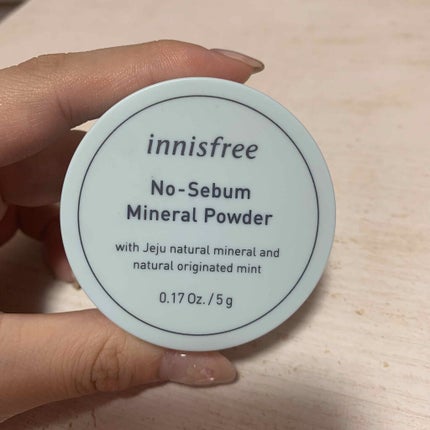 innisfree
No-Sebum
Mineral Powder
with Jeju natural mineral and
natural originated mint
0.17 Oz. / 5 g